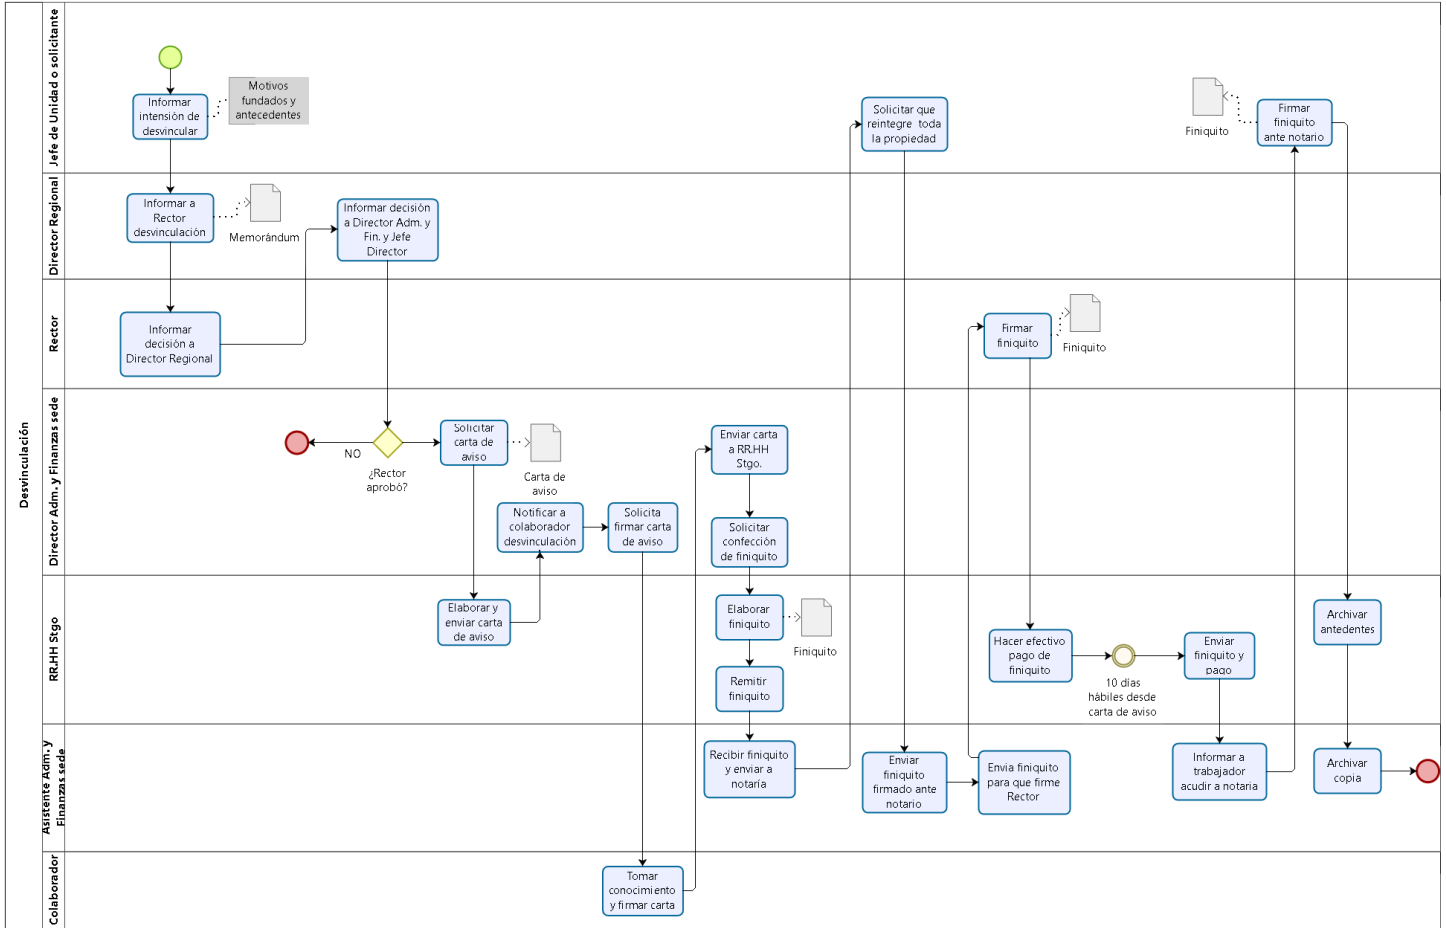 Desvinculación
Jefe de Unidad o solicitante
Informar
intensión de
desvincular
Motivos
fundados y
antecedentes
Solicitar que
reintegre toda
la propiedad
Finiquito
Firmar
finiquito
ante notario
Director Regional
Informar a
Rector
desvinculación
Memorándum
Informar decisión
a Director Adm. y
Fin. y Jefe
Director
Rector
Informar
decisión a
Director Regional
Firmar
finiquito
Finiquito
Director Adm. y Finanzas sede
NO
¿Rector
aprobó?
Solicitar
carta de
aviso
Carta de
aviso
Notificar a
colaborador
desvinculación
Solicita
firmar carta
de aviso
Enviar carta
a RR.HH
Stgo.
Solicitar
confección
de finiquito
RR.HH Stgo
Elaborar y
enviar carta
de aviso
Elaborar
finiquito
Finiquito
Remitir
finiquito
Hacer efectivo
pago de
finiquito
10 días
hábiles desde
carta de aviso
Enviar
finiquito y
pago
Archivar
antedentes
Asistente Adm. y
Finanzas sede
Recibir finiquito
y enviar a
notaría
Enviar
finiquito
firmado ante
notario
Envia finiquito
para que firme
Rector
Informar a
trabajador
acudir a notaria
Archivar
copia
Colaborador
Tomar
conocimiento
y firmar carta